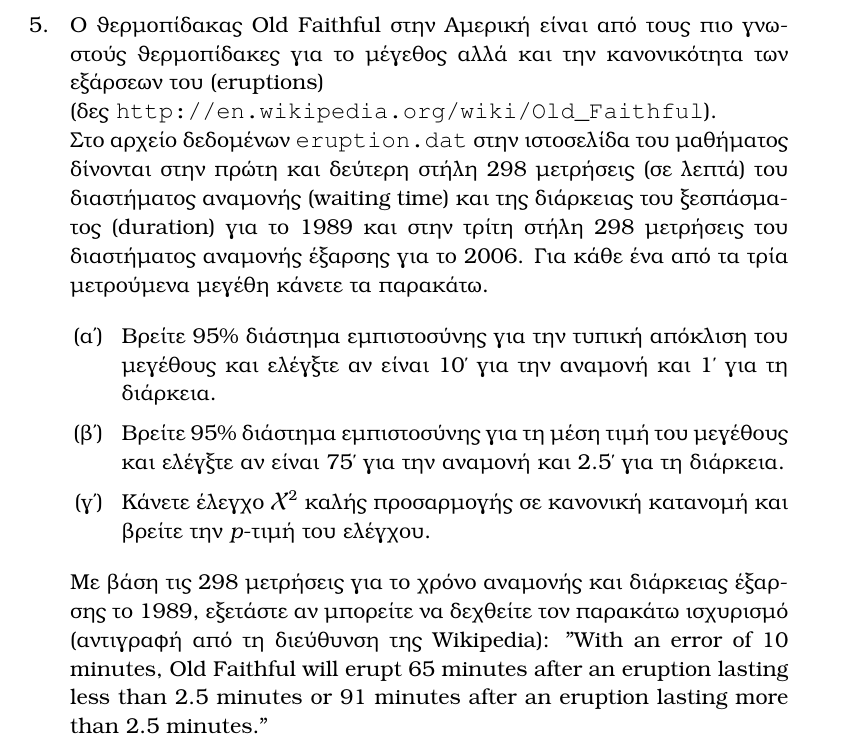 5. Ο θερμοπίδακας Old Faithful στην Αμερική είναι από τους πιο γνω-
στούς θερμοπίδακες για το μέγεθος αλλά και την κανονικότητα των
εξάρσεων του (eruptions)
(δες http://en.wikipedia.org/wiki/Old_Faithful).
Στο αρχείο δεδομένων eruption.dat στην ιστοσελίδα του μαθήματος
δίνονται στην πρώτη και δεύτερη στήλη 298 μετρήσεις (σε λεπτά) του
διαστήματος αναμονής (waiting time) και της διάρκειας του ξεσπάσμα-
τος (duration) για το 1989 και στην τρίτη στήλη 298 μετρήσεις του
διαστήματος αναμονής έξαρσης για το 2006. Για κάθε ένα από τα τρία
μετρούμενα μεγέθη κάνετε τα παρακάτω.
(αʹ) Βρείτε 95% διάστημα εμπιστοσύνης για την τυπική απόκλιση του
μεγέθους και ελέγξτε αν είναι 10′ για την αναμονή και 1′ για τη
διάρκεια.
(βʹ) Βρείτε 95% διάστημα εμπιστοσύνης για τη μέση τιμή του μεγέθους
και ελέγξτε αν είναι 75′ για την αναμονή και 2.5′ για τη διάρκεια.
(γʹ) Κάνετε έλεγχο X² καλής προσαρμογής σε κανονική κατανομή και
βρείτε την p-τιμή του ελέγχου.
Με βάση τις 298 μετρήσεις για το χρόνο αναμονής και διάρκειας έξαρ-
σης το 1989, εξετάστε αν μπορείτε να δεχθείτε τον παρακάτω ισχυρισμό
(αντιγραφή από τη διεύθυνση της Wikipedia): ”With an error of 10
minutes, Old Faithful will erupt 65 minutes after an eruption lasting
less than 2.5 minutes or 91 minutes after an eruption lasting more
than 2.5 minutes.”